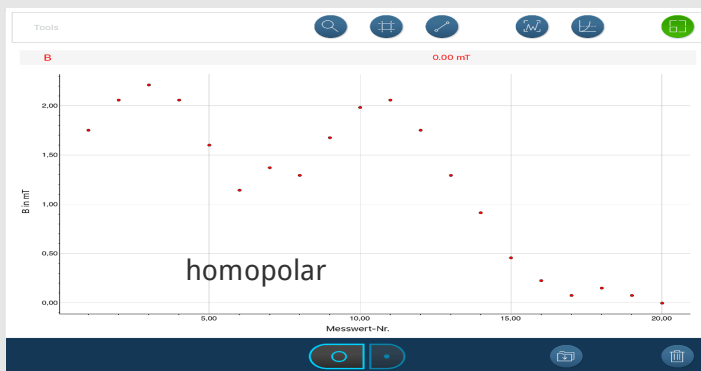 Tools
B 0.00 mT
2,00
1,50
B in mT
1,00
0,50
homopolar
0,00
5,00 10,00 15,00 20,00
Messwert-Nr.